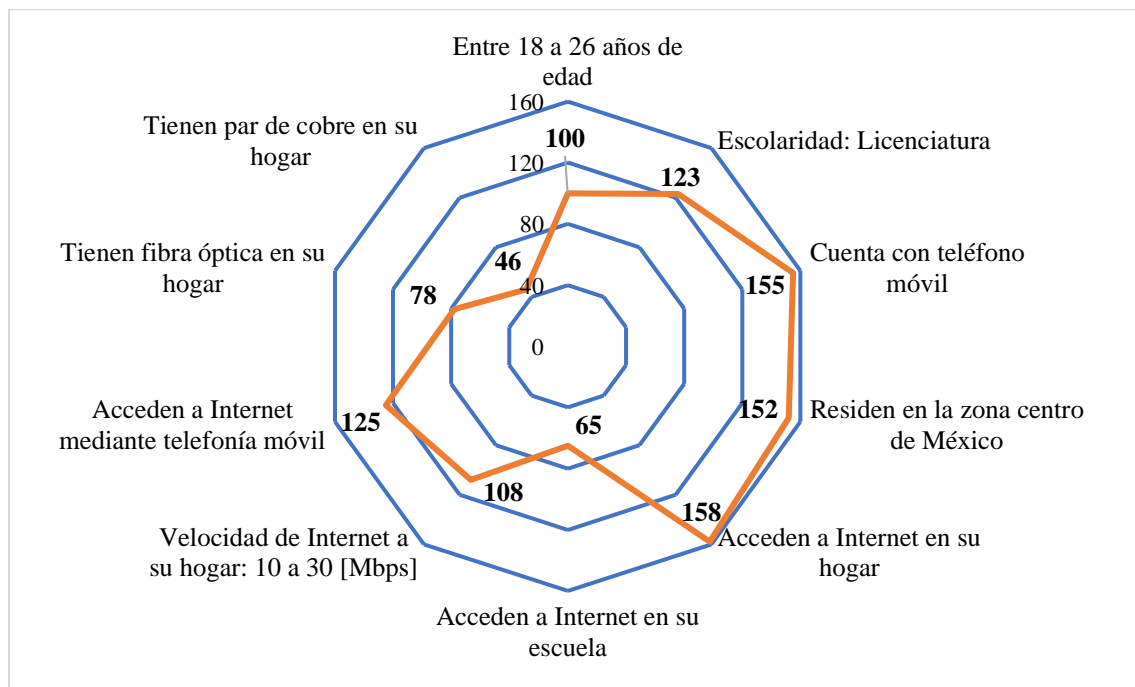 Entre 18 a 26 años de
edad
160
Tienen par de cobre en su
hogar
100
Escolaridad: Licenciatura
120
123
80
Tienen fibra óptica en su
hogar
46
Cuenta con teléfono
móvil
78
40
155
0
Acceden a Internet
mediante telefonía móvil
125
65
152
Residen en la zona centro
de México
108
158
Velocidad de Internet a
su hogar: 10 a 30 [Mbps]
Acceden a Internet en su
hogar
Acceden a Internet en su
escuela